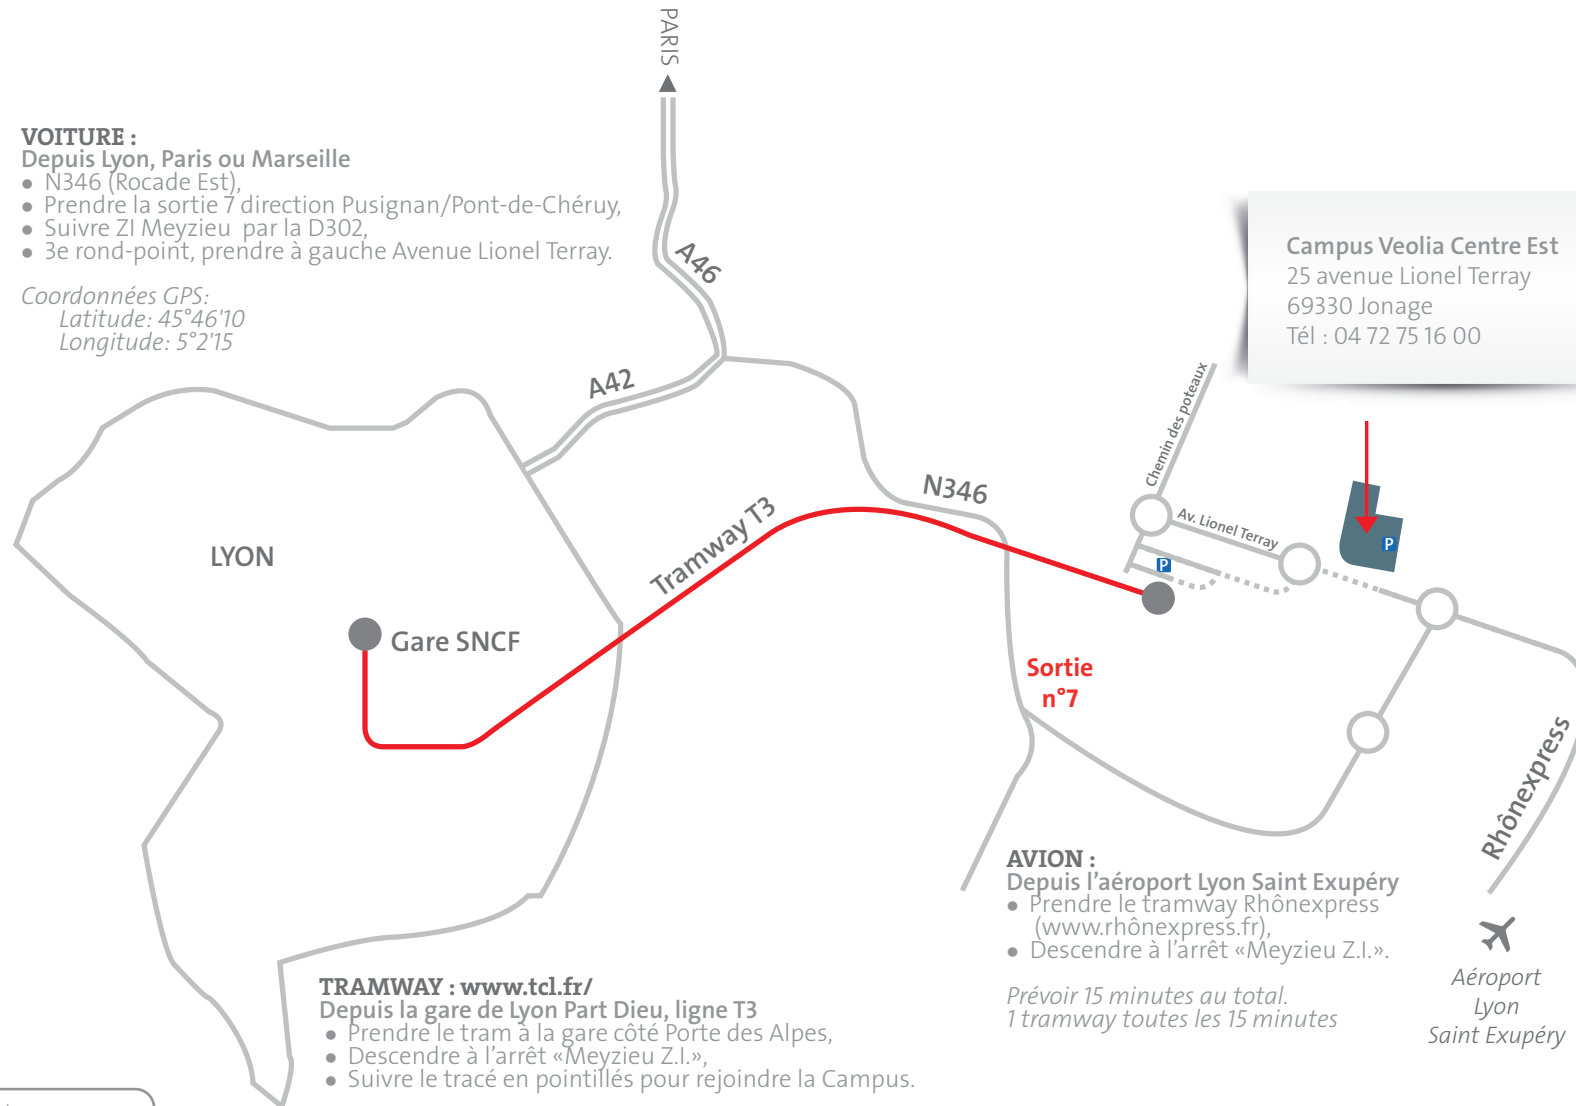 PARIS
VOITURE :
Depuis Lyon, Paris ou Marseille
• N346 (Rocade Est),
• Prendre la sortie 7 direction Pusignan/Pont-de-Chéruy,
• Suivre ZI Meyzieu par la D302,
• 3e rond-point, prendre à gauche Avenue Lionel Terray.
Coordonnées GPS:
Latitude: 45°46'10
Longitude: 5°2'15
A46
A42
Campus Veolia Centre Est
25 avenue Lionel Terray
69330 Jonage
Tél : 04 72 75 16 00
Chemin des poteaux
N346
Av. Lionel Terray
P
P
Tramway T3
LYON
Gare SNCF
Sortie
n°7
Rhônexpress
AVION :
Depuis l'aéroport Lyon Saint Exupéry
• Prendre le tramway Rhônexpress
(www.rhônexpress.fr),
• Descendre à l'arrêt «Meyzieu Z.I.».
Prévoir 15 minutes au total.
1 tramway toutes les 15 minutes
Aéroport
Lyon
Saint Exupéry
TRAMWAY : www.tcl.fr/
Depuis la gare de Lyon Part Dieu, ligne T3
• Prendre le tram à la gare côté Porte des Alpes,
• Descendre à l'arrêt «Meyzieu Z.I.»,
• Suivre le tracé en pointillés pour rejoindre la Campus.